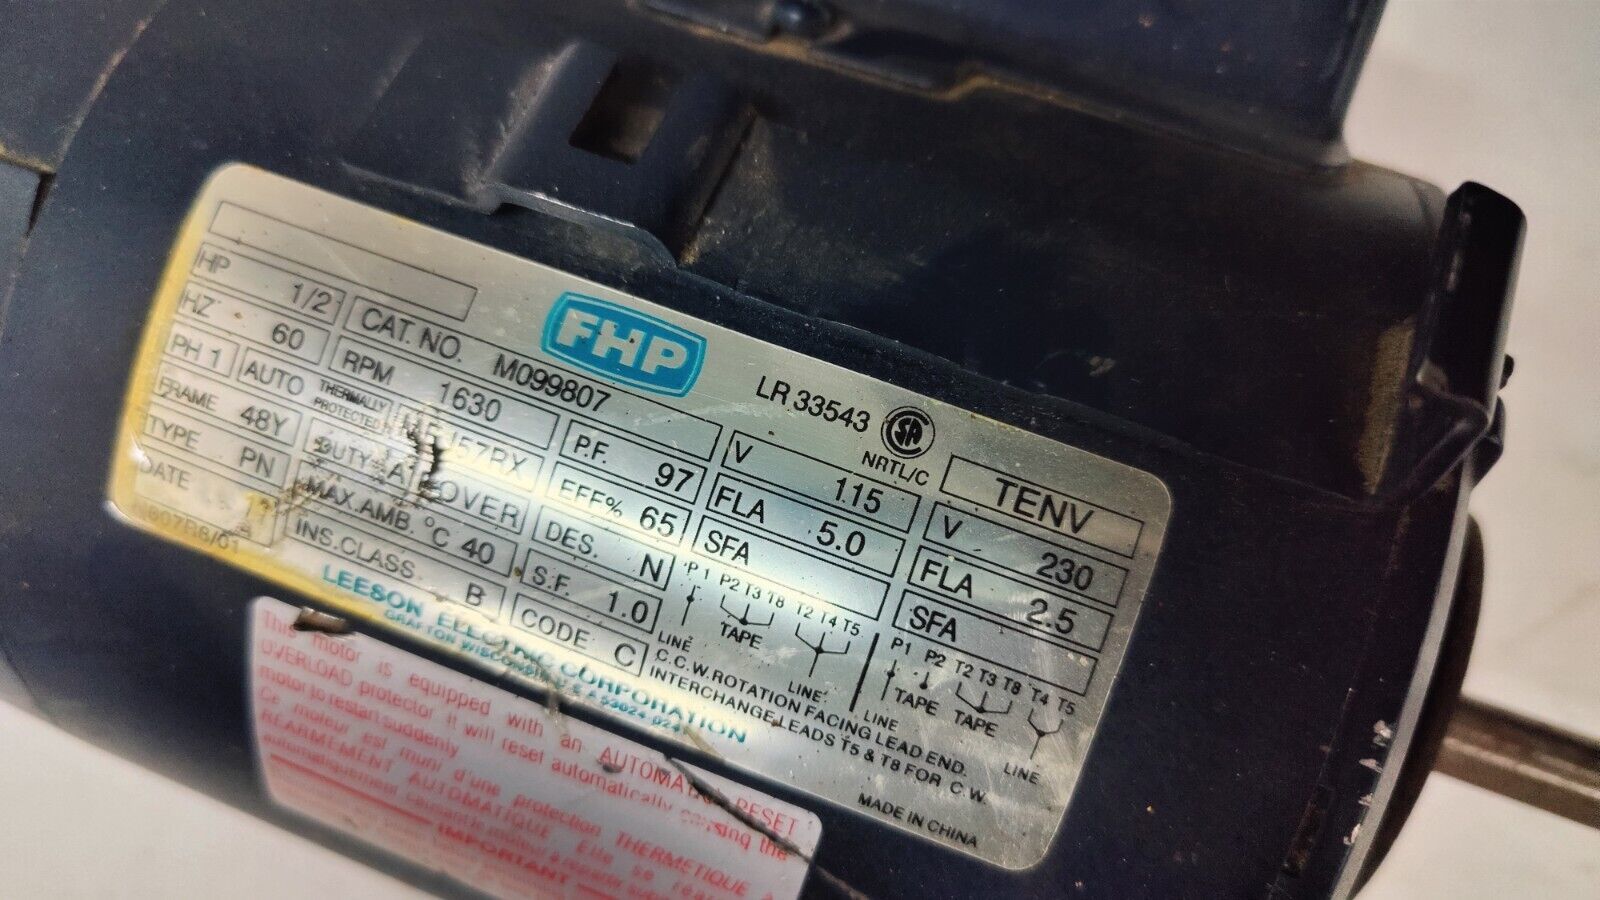 FHP
LR 33543
NRTL/C
TENV
HP 1/2
CAT. NO. M099807
V 115
V 230
HZ 60
RPM 1630
P.F. 97
FLA 5.0
FLA 2.5
PH 1
AUTO
THERMALLY PROTECTED
57RX
EFF% 65
SFA
SFA
FRAME 48Y
DUTY A OVER
DES. N
TYPE PN
MAX.AMB. °C 40
S.F. 1.0
DATE
INS.CLASS B
CODE C
P1 P2 T3 T8 T2 T4 T5
LINE TAPE LINE
P1 P2 T2 T3 T8 T4 T5
LINE TAPE TAPE LINE
C.C.W. ROTATION FACING LEAD END.
INTERCHANGE LEADS T5 & T8 FOR C.W.
LEESON ELECTRIC CORPORATION
GRAFTON WISCONSIN U.S.A 53024
MADE IN CHINA
This motor is equipped with an AUTOMATIC RESET
OVERLOAD protector. It will reset automatically causing the
motor to restart suddenly
Ce moteur est muni d'une protection THERMETIQUE A
REARMEMENT AUTOMATIQUE Elle se
automatiquement
IMPORTANT